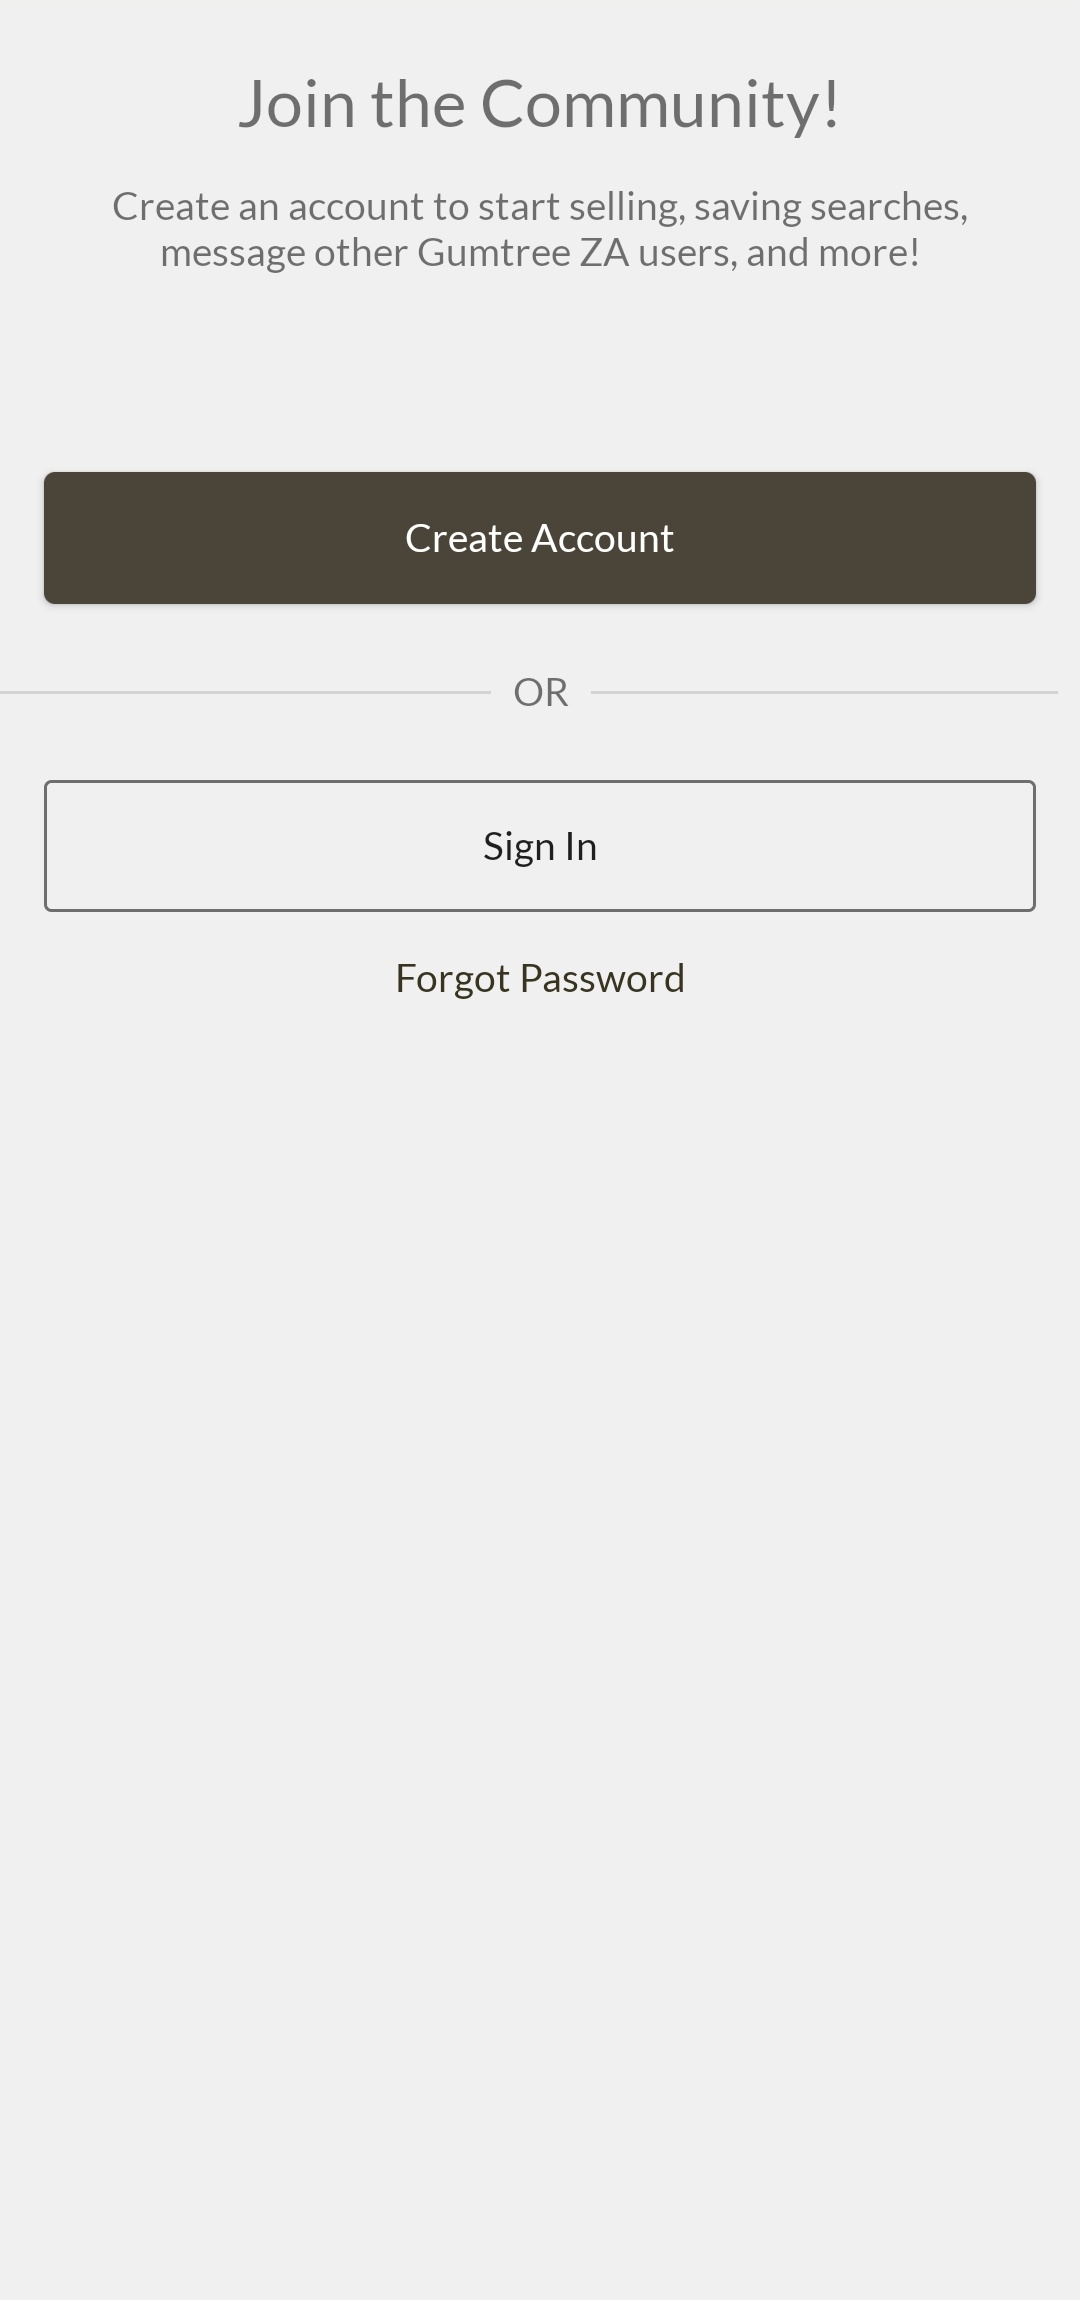 Join the Community!
Create an account to start selling, saving searches,
message other Gumtree ZA users, and more!
Create Account
OR
Sign In
Forgot Password